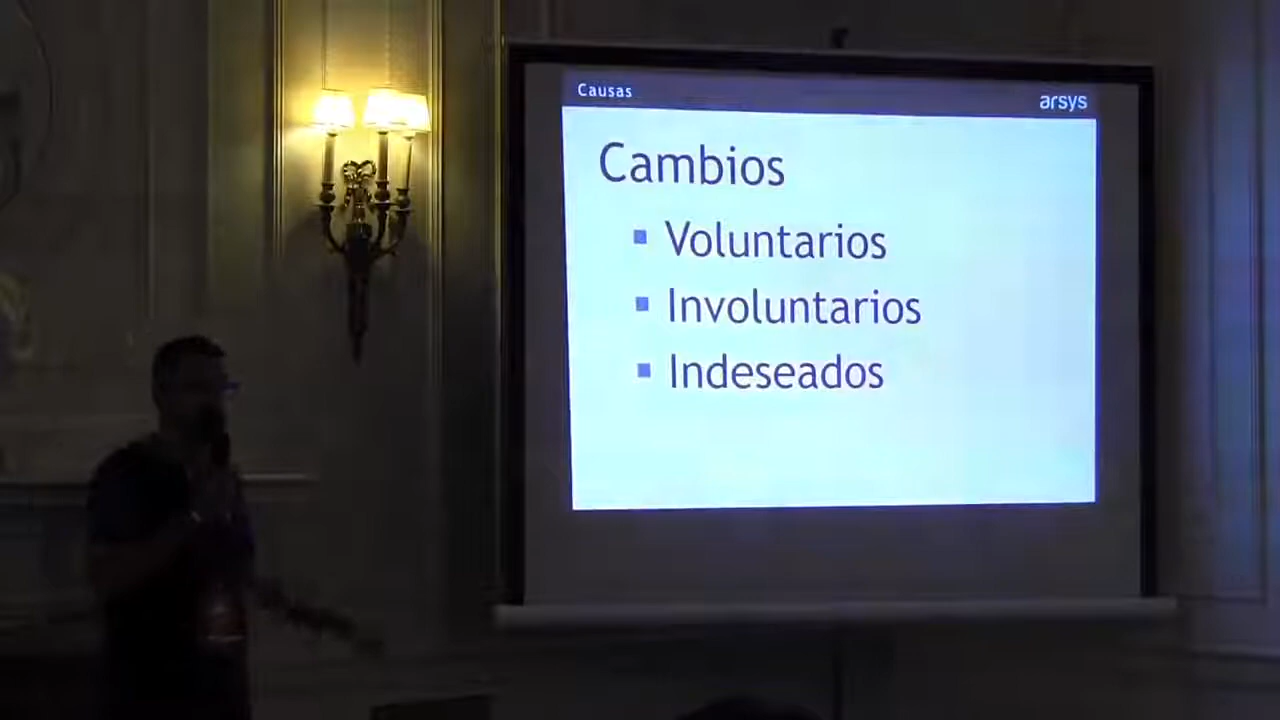 Causas
arsys
Cambios
Voluntarios
Involuntarios
Indeseados